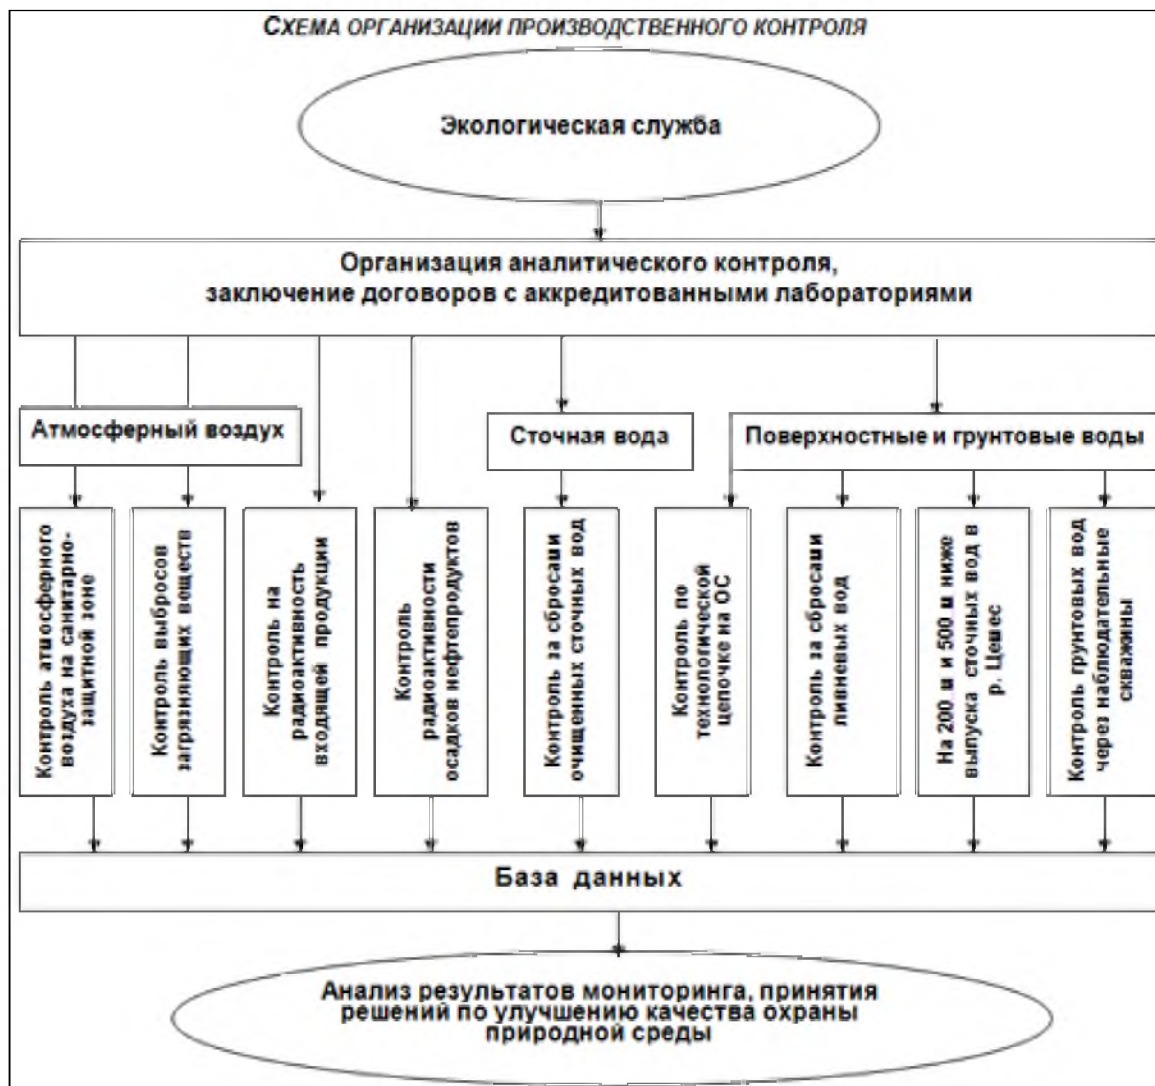 СХЕМА ОРГАНИЗАЦИИ ПРОИЗВОДСТВЕННОГО КОНТРОЛЯ
Экологическая служба
Организация аналитического контроля,
заключение договоров с аккредитованными лабораториями
Атмосферный воздух
Сточная вода
Поверхностные и грунтовые воды
Контроль атмосферного
воздуха на санитарно-
защитной зоне
Контроль выбросов
загрязняющих веществ
Контроль на
радиоактивность
входящей продукции
Контроль
радиоактивности
осадков нефтепродуктов
Контроль за сбросами
очищенных сточных вод
Контроль по
технологической
цепочке на ОС
Контроль за сбросами
ливневых вод
На 200 м и 500 м ниже
выпуска сточных вод в
р. Цемес
Контроль грунтовых вод
через наблюдательные
скважины
База данных
Анализ результатов мониторинга, принятия
решений по улучшению качества охраны
природной среды